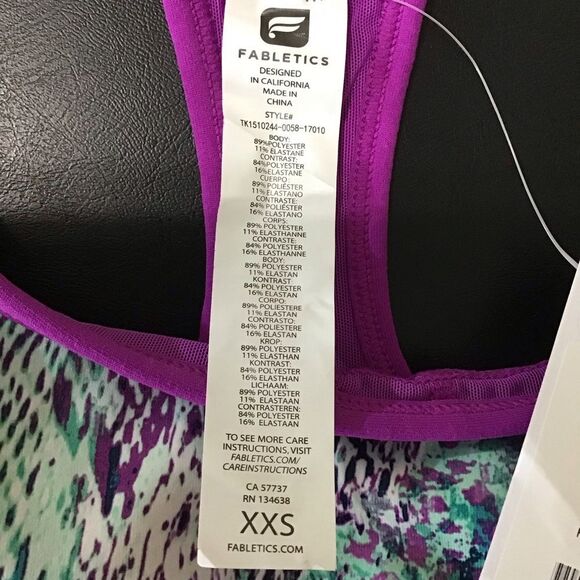 FABLETICS
DESIGNED
IN CALIFORNIA
MADE IN
CHINA
STYLE#
TK1510244-0058-17010
BODY:
89%POLYESTER
11% ELASTANE
CONTRAST:
84%POLYESTER
16%ELASTANE
CUERPO:
89% POLIÉSTER
11% ELASTANO
CONTRASTE:
84% POLIÉSTER
16% ELASTANO
CORPS:
89% POLYESTER
11% ELASTHANNE
CONTRASTE:
84% POLYESTER
16% ELASTHANNE
BODY:
89% POLYESTER
11% ELASTAN
KONTRAST
84% POLYESTER
16% ELASTAN
CORPO:
89% POLIESTERE
11% ELASTAN
CONTRASTO:
84% POLIESTERE
16% ELASTAN
KROP:
89% POLYESTER
11% ELASTHAN
KONTRAST:
84% POLYESTER
16% ELASTHAN
LICHAAM:
89% POLYESTER
11% ELASTAAN
CONTRASTEREN:
84% POLYESTER
16% ELASTAAN
TO SEE MORE CARE
INSTRUCTIONS, VISIT
FABLETICS.COM/
CAREINSTRUCTIONS
CA 57737
RN 134638
XXS
FABLETICS.COM